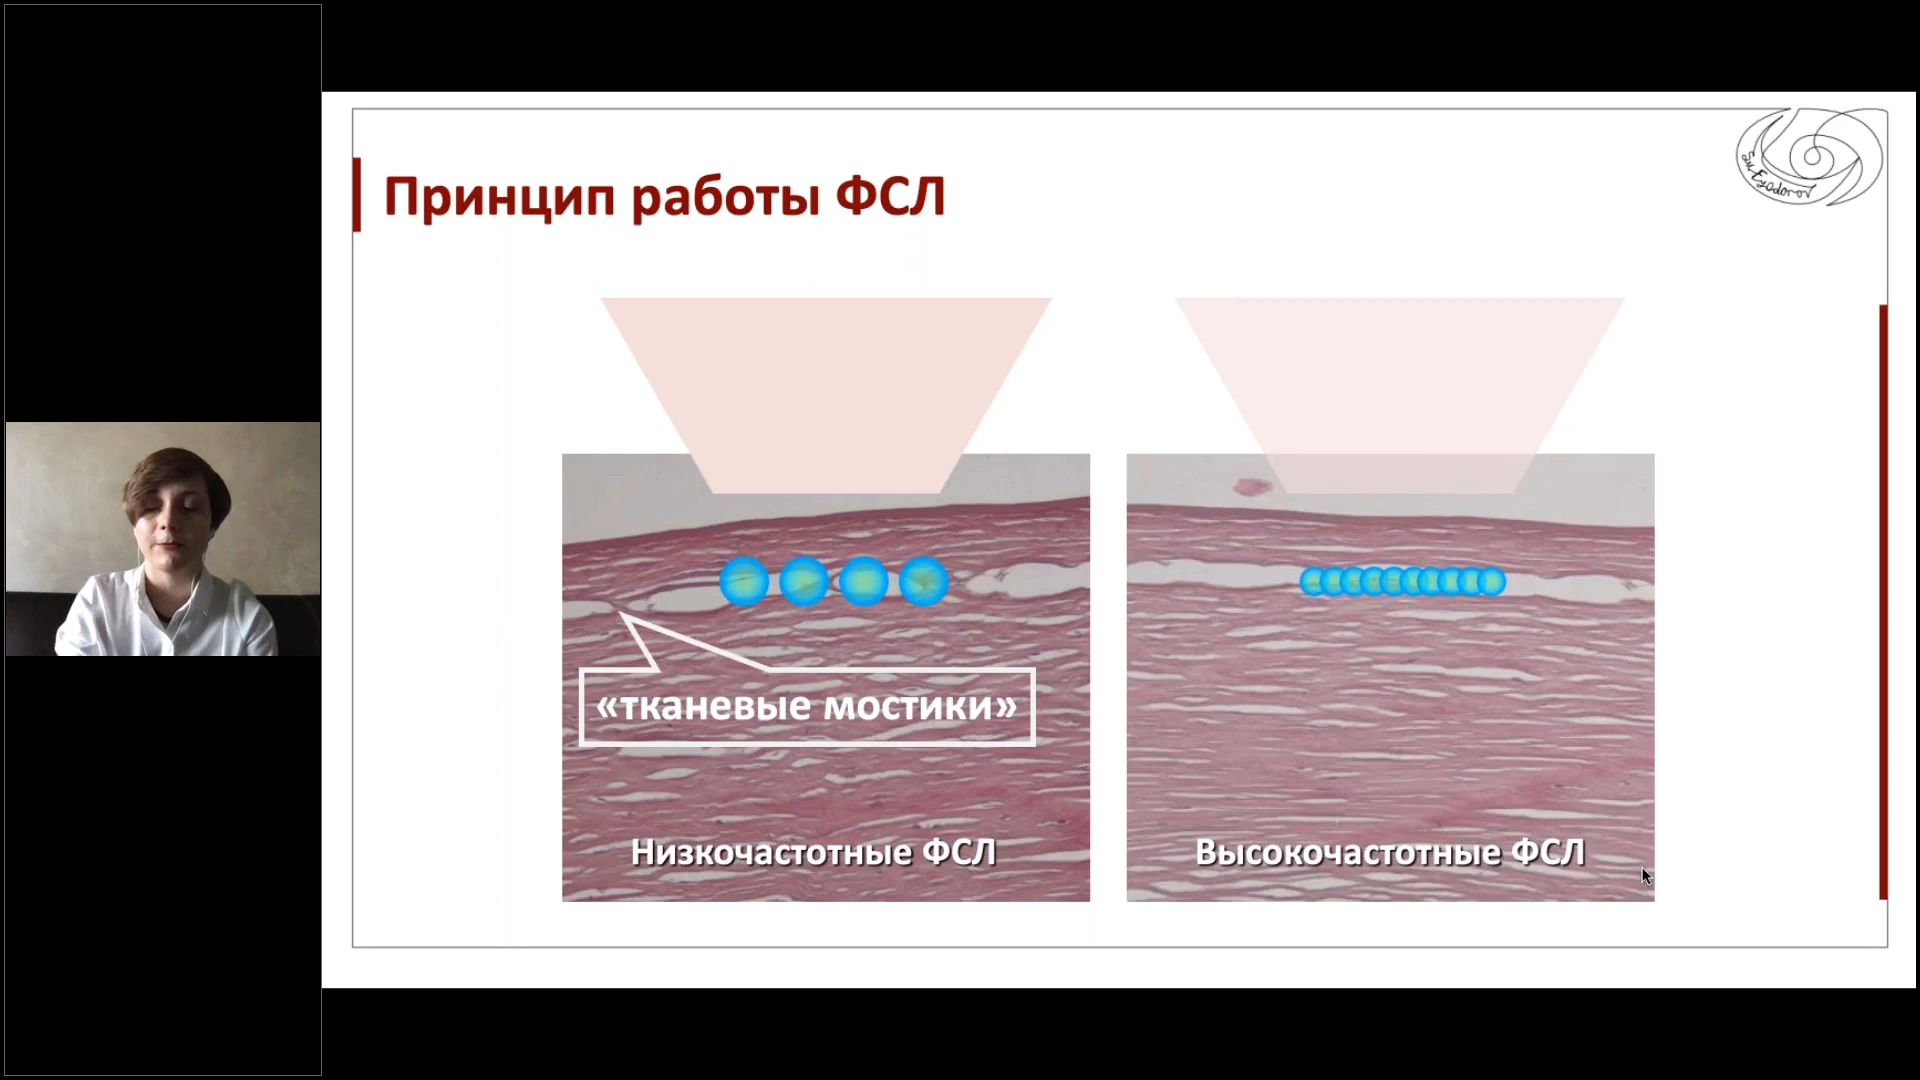 Принцип работы ФСЛ
«тканевые мостики»
Низкочастотные ФСЛ
Высокочастотные ФСЛ